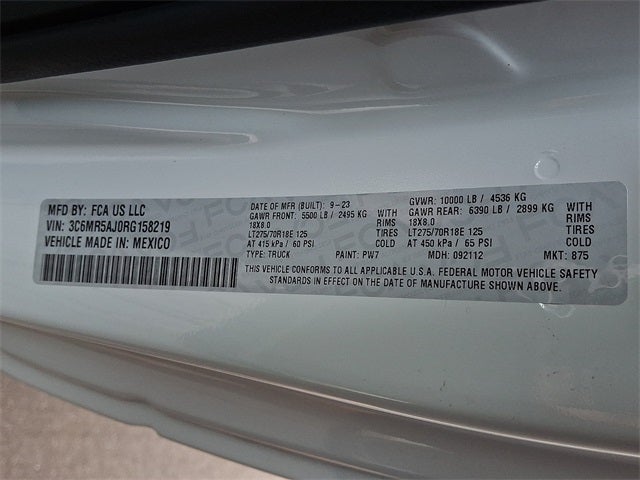 MFD BY: FCA US LLC
VIN: 3C6MR5AJ0RG158219
VEHICLE MADE IN: MEXICO
DATE OF MFR (BUILT): 9-23
GAWR FRONT: 5500 LB / 2495 KG WITH
18X8.0 RIMS
LT275/70R18E 125 TIRES
AT 415 kPa / 60 PSI COLD
TYPE: TRUCK PAINT: PW7
GVWR: 10000 LB / 4536 KG
GAWR REAR: 6390 LB / 2899 KG WITH
18X8.0 RIMS
LT275/70R18E 125 TIRES
AT 450 kPa / 65 PSI COLD
MDH: 092112 MKT: 875
THIS VEHICLE CONFORMS TO ALL APPLICABLE U.S.A. FEDERAL MOTOR VEHICLE SAFETY
STANDARDS IN EFFECT ON THE DATE OF MANUFACTURE SHOWN ABOVE.